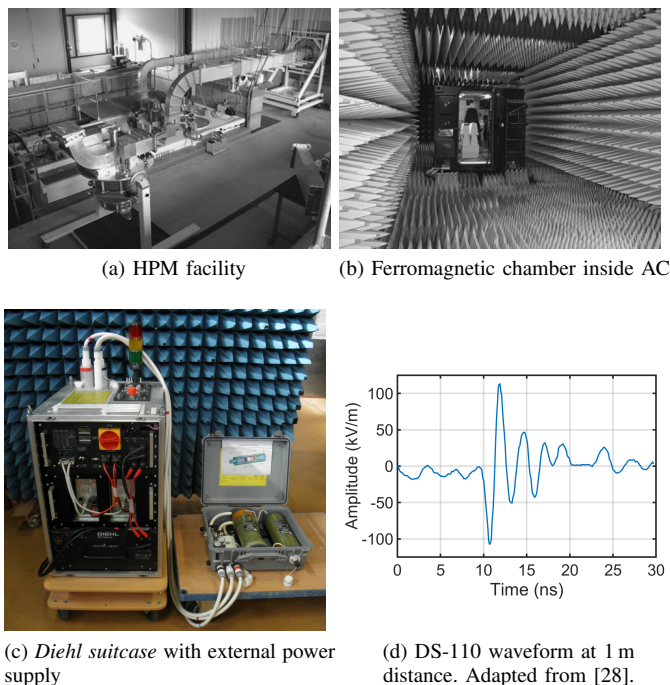 (a) HPM facility
(b) Ferromagnetic chamber inside AC
DIEHL
(c) Diehl suitcase with external power
supply
Amplitude (kV/m)
100
50
0
-50
-100
0
5
10
15
20
25
30
Time (ns)
(d) DS-110 waveform at 1 m
distance. Adapted from [28].